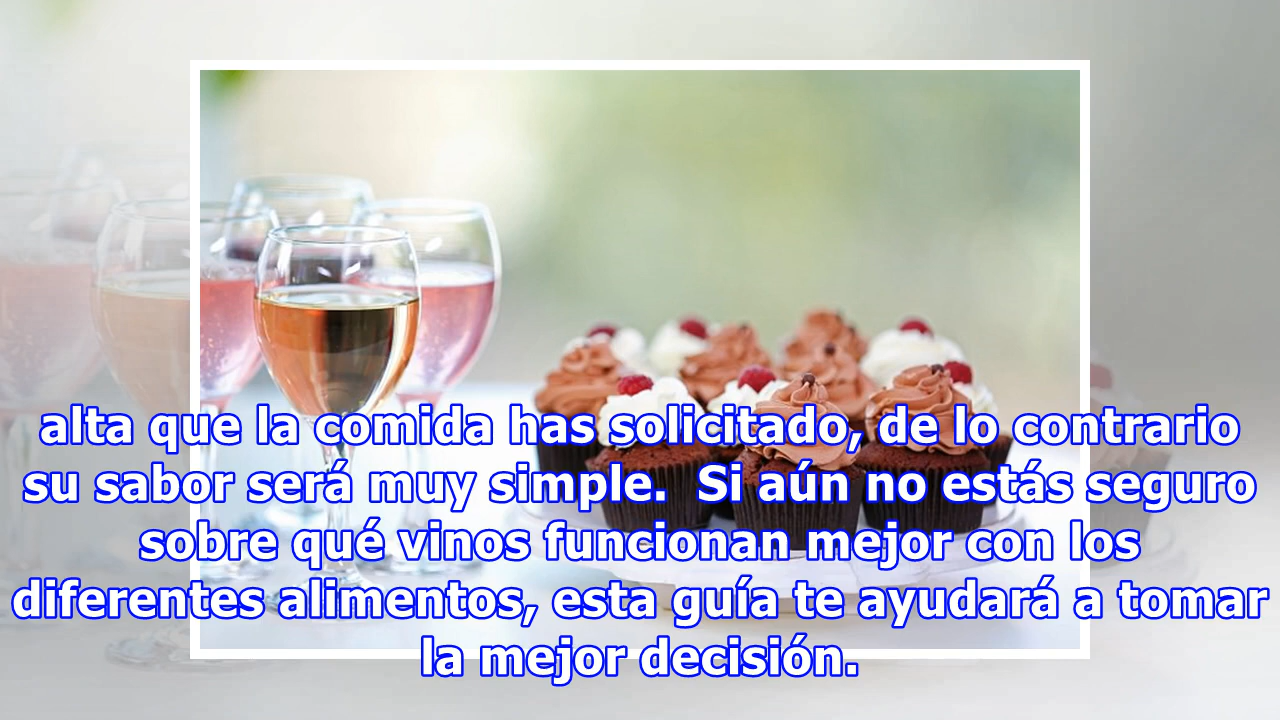 alta que la comida has solicitado, de lo contrario
su sabor será muy simple.  Si aún no estás seguro
sobre qué vinos funcionan mejor con los
diferentes alimentos, esta guía te ayudará a tomar
la mejor decisión.